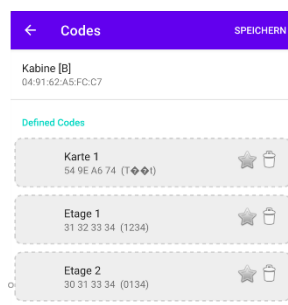 Codes
SPEICHERN
Kabine [B]
04:91:62:A5:FC:C7
Defined Codes
Karte 1
54 9E A6 74 (T��t)
Etage 1
31 32 33 34 (1234)
Etage 2
30 31 33 34 (0134)